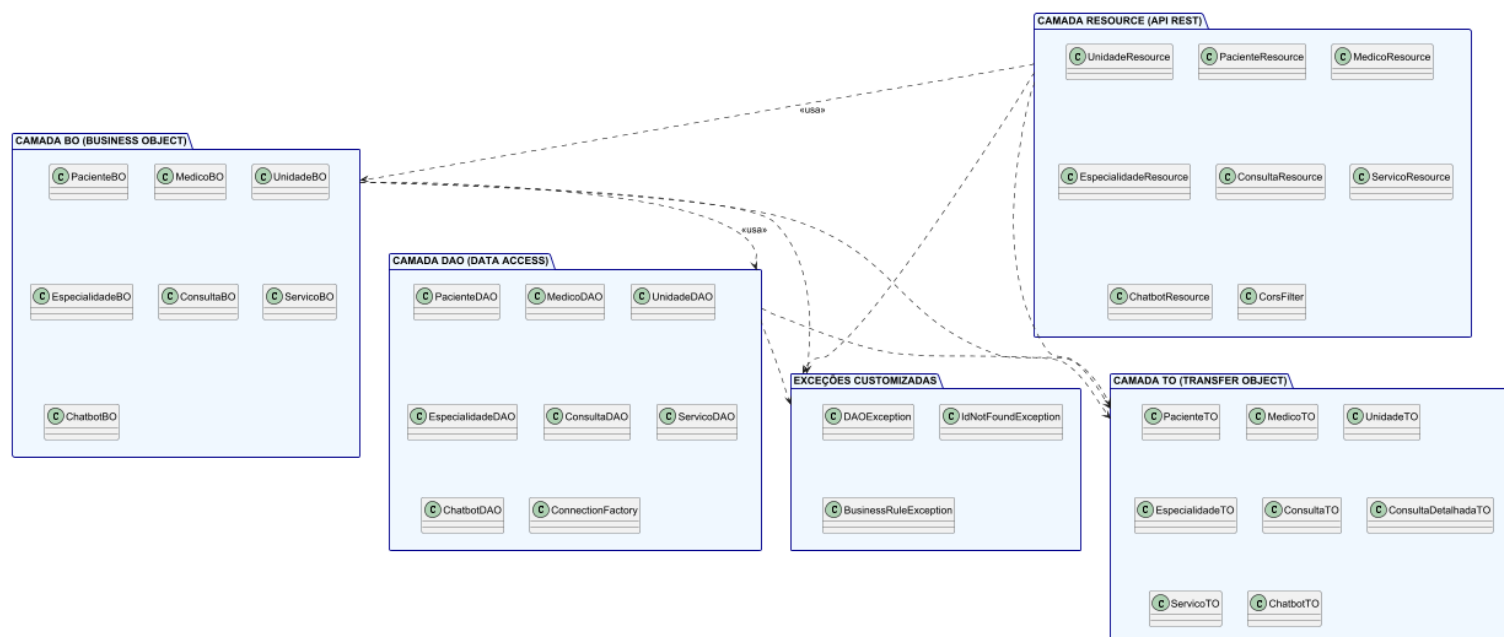 CAMADA RESOURCE (API REST)
C UnidadeResource
C PacienteResource
C MedicoResource
C EspecialidadeResource
C ConsultaResource
C ServicoResource
C ChatbotResource
C CorsFilter
«usa»
CAMADA BO (BUSINESS OBJECT)
C PacienteBO
C MedicoBO
C UnidadeBO
C EspecialidadeBO
C ConsultaBO
C ServicoBO
C ChatbotBO
«usa»
CAMADA DAO (DATA ACCESS)
C PacienteDAO
C MedicoDAO
C UnidadeDAO
C EspecialidadeDAO
C ConsultaDAO
C ServicoDAO
C ChatbotDAO
C ConnectionFactory
EXCEÇÕES CUSTOMIZADAS
C DAOException
C IdNotFoundException
C BusinessRuleException
CAMADA TO (TRANSFER OBJECT)
C PacienteTO
C MedicoTO
C UnidadeTO
C EspecialidadeTO
C ConsultaTO
C ConsultaDetalhadaTO
C ServicoTO
C ChatbotTO